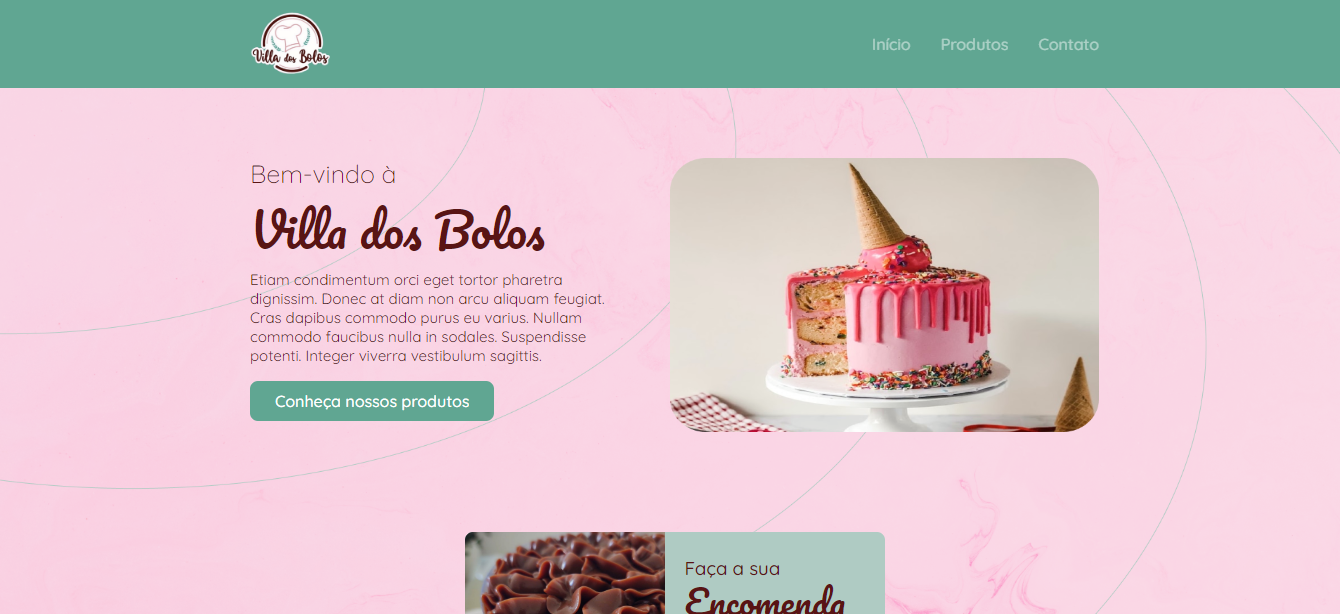 Villa dos Bolos
Início Produtos Contato
Bem-vindo à
Villa dos Bolos
Etiam condimentum orci eget tortor pharetra
dignissim. Donec at diam non arcu aliquam feugiat.
Cras dapibus commodo purus eu varius. Nullam
commodo faucibus nulla in sodales. Suspendisse
potenti. Integer viverra vestibulum sagittis.
Conheça nossos produtos
Faça a sua
Encomenda